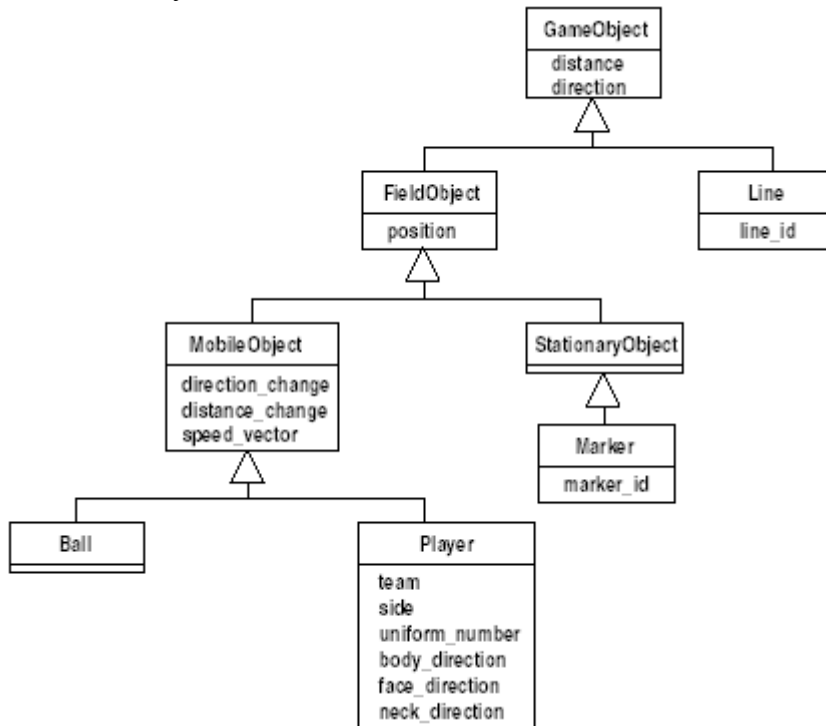 GameObject
distance
direction
FieldObject
position
Line
line_id
MobileObject
direction_change
distance_change
speed_vector
StationaryObject
Marker
marker_id
Ball
Player
team
side
uniform_number
body_direction
face_direction
neck_direction